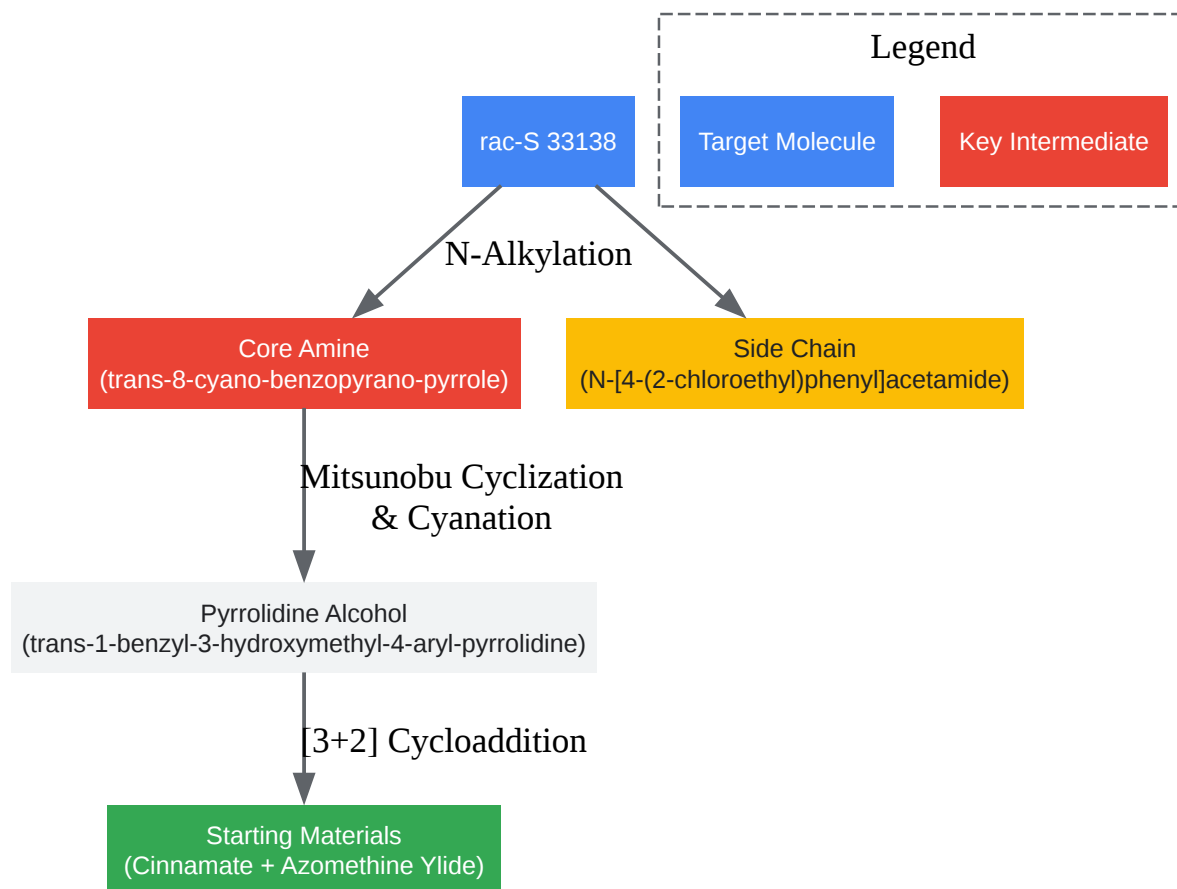 Legend
rac-S 33138
Target Molecule
Key Intermediate
N-Alkylation
Core Amine
(trans-8-cyano-benzopyrano-pyrrole)
Side Chain
(N-[4-(2-chloroethyl)phenyl]acetamide)
Mitsunobu Cyclization
& Cyanation
Pyrrolidine Alcohol
(trans-1-benzyl-3-hydroxymethyl-4-aryl-pyrrolidine)
[3+2] Cycloaddition
Starting Materials
(Cinnamate + Azomethine Ylide)